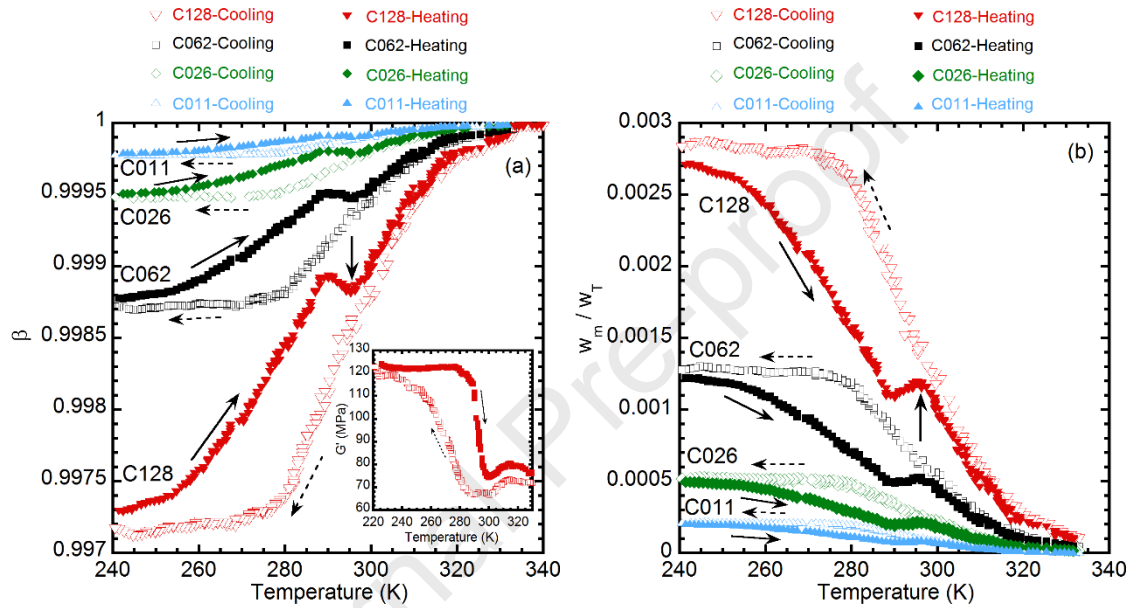 C128-Cooling C128-Heating
C062-Cooling C062-Heating
C026-Cooling C026-Heating
C011-Cooling C011-Heating
1
0.9995
0.999
0.9985
0.998
0.9975
0.997
β
(a)
C011
C026
C062
C128
130
120
110
100
90
80
70
60
G' (MPa)
220 240 260 280 300 320
Temperature (K)
240 260 280 300 320 340
Temperature (K)
C128-Cooling C128-Heating
C062-Cooling C062-Heating
C026-Cooling C026-Heating
C011-Cooling C011-Heating
0.003
0.0025
0.002
0.0015
0.001
0.0005
0
w_m / w_T
(b)
C128
C062
C026
C011
240 260 280 300 320 340
Temperature (K)
Pre-proof